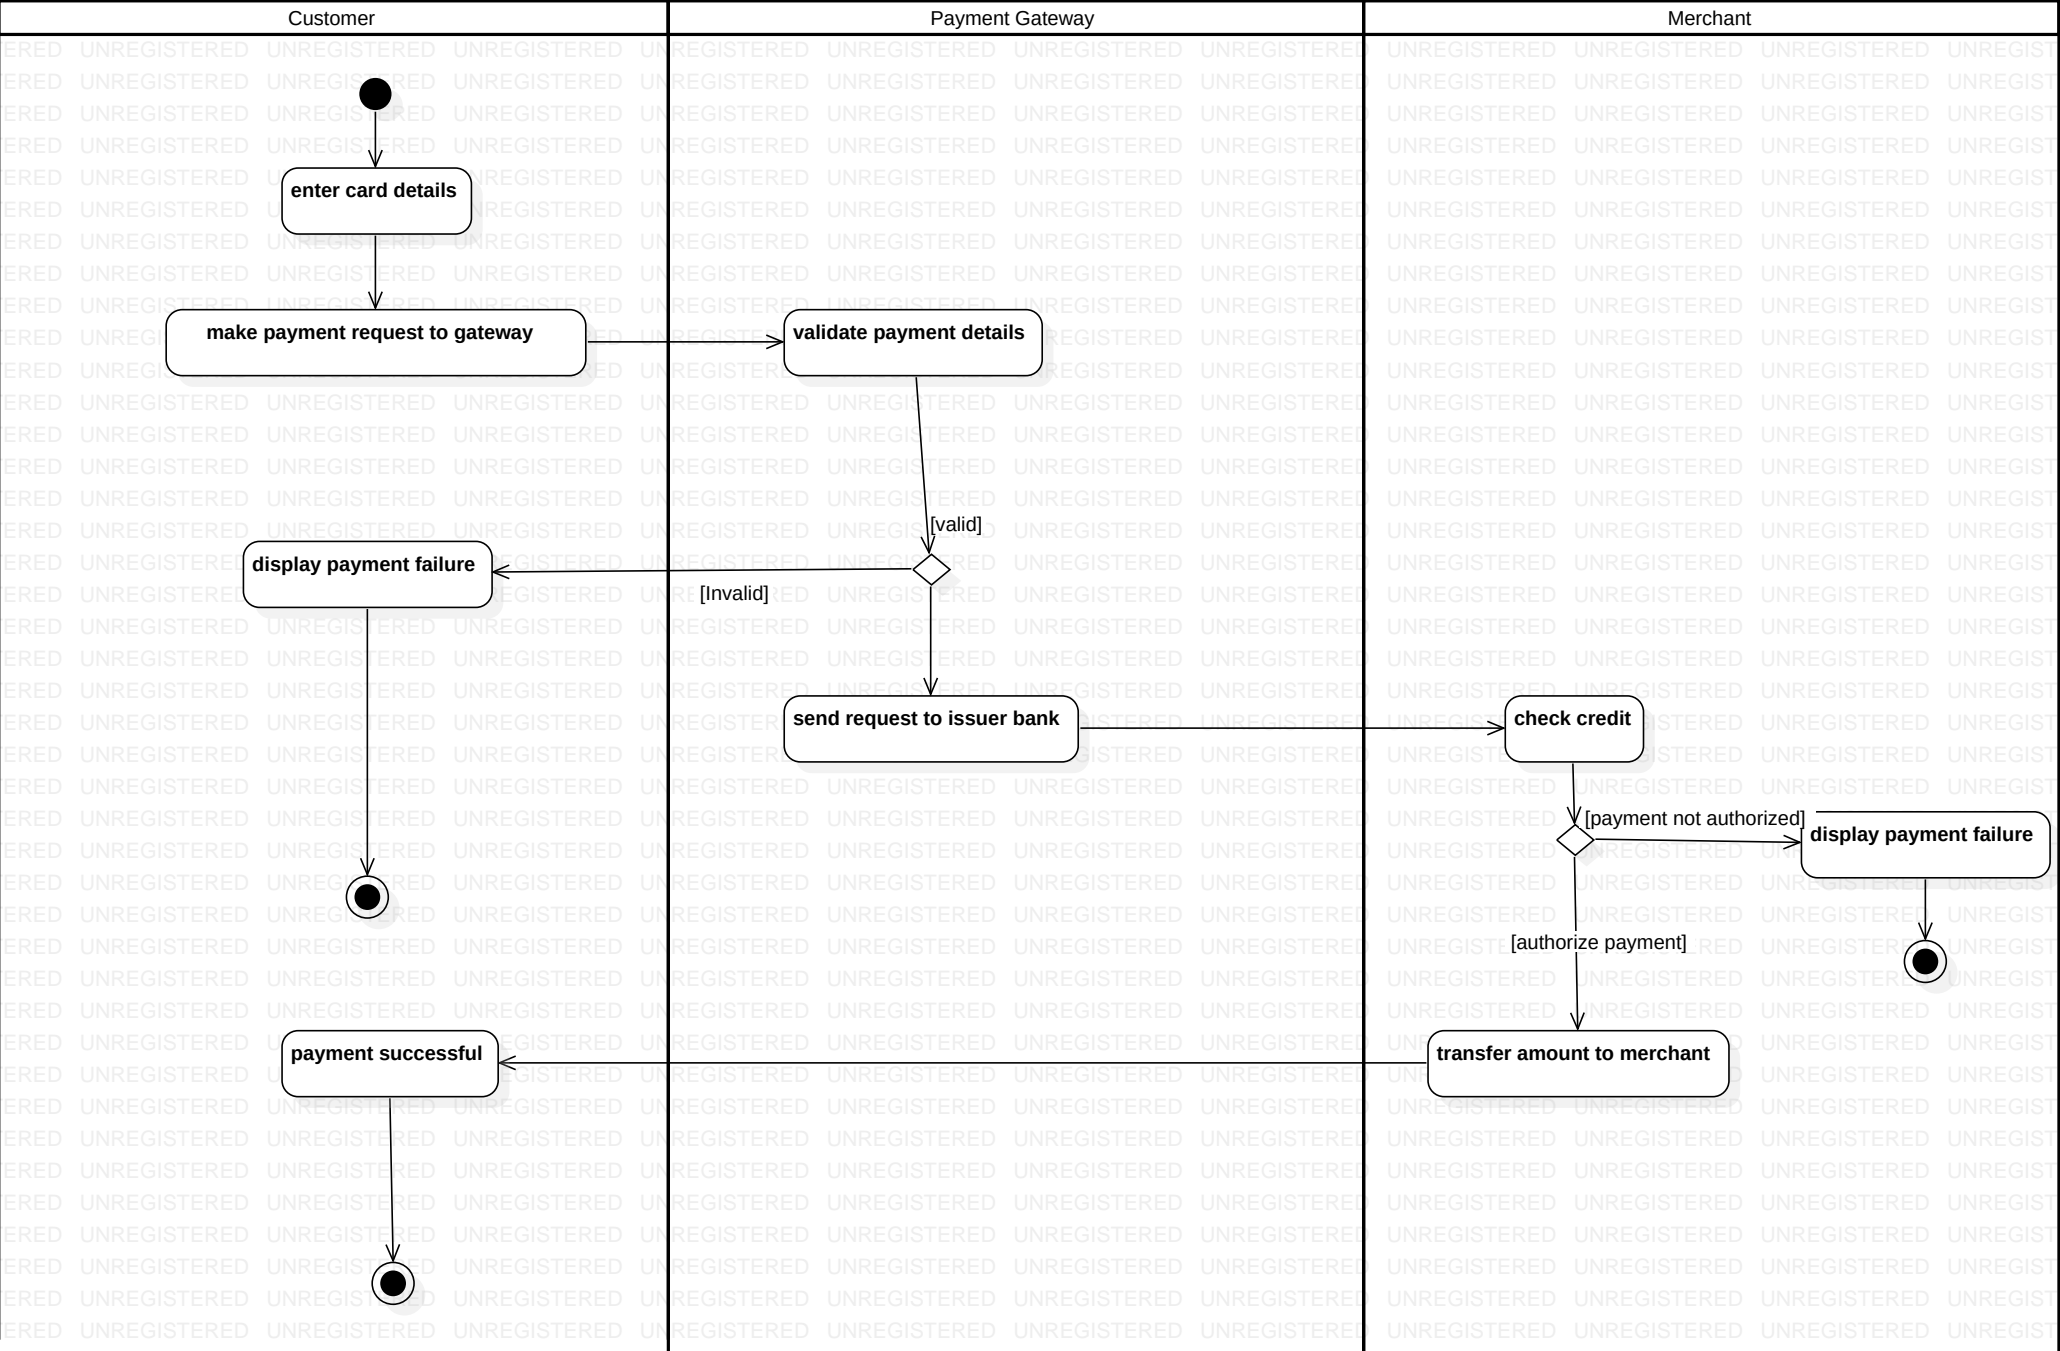 Customer
Payment Gateway
Merchant
enter card details
make payment request to gateway
validate payment details
[valid]
display payment failure
[Invalid]
send request to issuer bank
check credit
[payment not authorized]
display payment failure
[authorize payment]
payment successful
transfer amount to merchant
UNREGISTERED